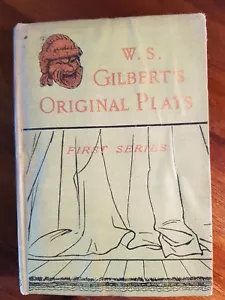 W. S.
GILBERT'S
ORIGINAL PLAYS
FIRST SERIES